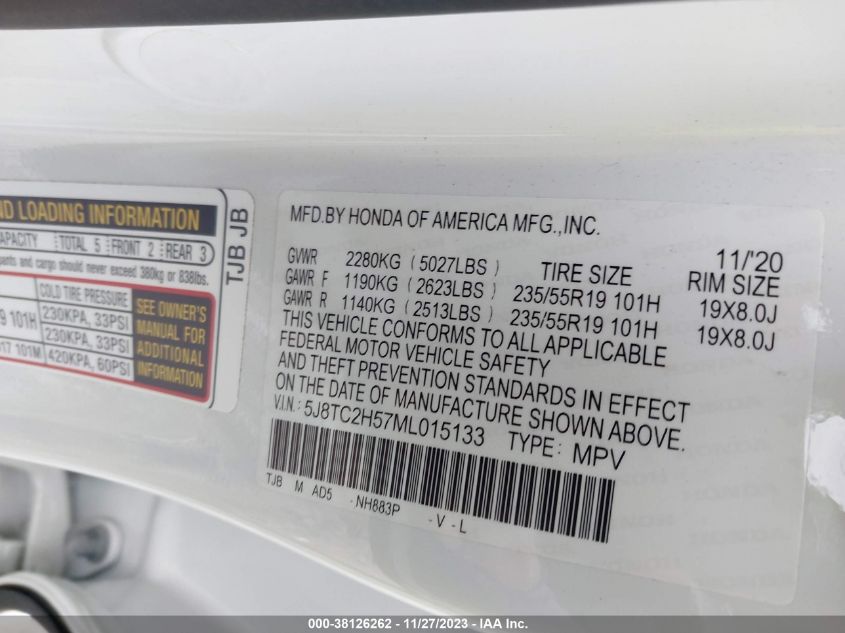 ND LOADING INFORMATION
APACITY TOTAL 5 FRONT 2 REAR 3
pants and cargo should never exceed 380kg or 838lbs.
COLD TIRE PRESSURE
19 101H 230KPA, 33PSI
230KPA, 33PSI
017 101M 420KPA, 60PSI
SEE OWNER'S
MANUAL FOR
ADDITIONAL
INFORMATION
TJB JB
MFD.BY HONDA OF AMERICA MFG.,INC.
11/'20
GVWR 2280KG (5027LBS) TIRE SIZE RIM SIZE
GAWR F 1190KG (2623LBS) 235/55R19 101H 19X8.0J
GAWR R 1140KG (2513LBS) 235/55R19 101H 19X8.0J
THIS VEHICLE CONFORMS TO ALL APPLICABLE
FEDERAL MOTOR VEHICLE SAFETY
AND THEFT PREVENTION STANDARDS IN EFFECT
ON THE DATE OF MANUFACTURE SHOWN ABOVE.
V.I.N.: 5J8TC2H57ML015133 TYPE: MPV
TJB M AD5 -NH883P -V-L
000-38126262 - 11/27/2023 - IAA, Inc.